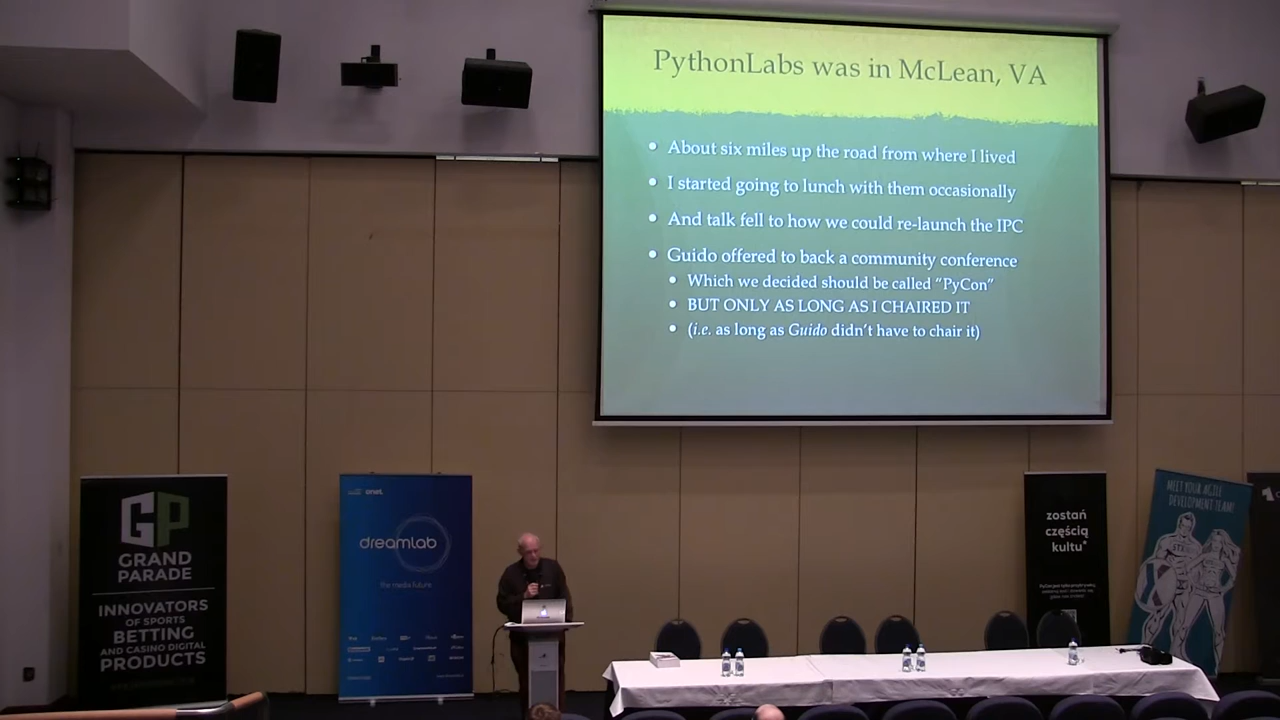 PythonLabs was in McLean, VA
About six miles up the road from where I lived
I started going to lunch with them occasionally
And talk fell to how we could re-launch the IPC
Guido offered to back a community conference
Which we decided should be called “PyCon”
BUT ONLY AS LONG AS I CHAIRED IT
(i.e. as long as Guido didn't have to chair it)
GP
GRAND
PARADE
INNOVATORS
OF SPORTS
BETTING
AND CASINO DIGITAL
PRODUCTS
onet
dreamlab
the media future
zostań
częścią
kultu*
MEET YOUR AGILE
DEVELOPMENT TEAM!